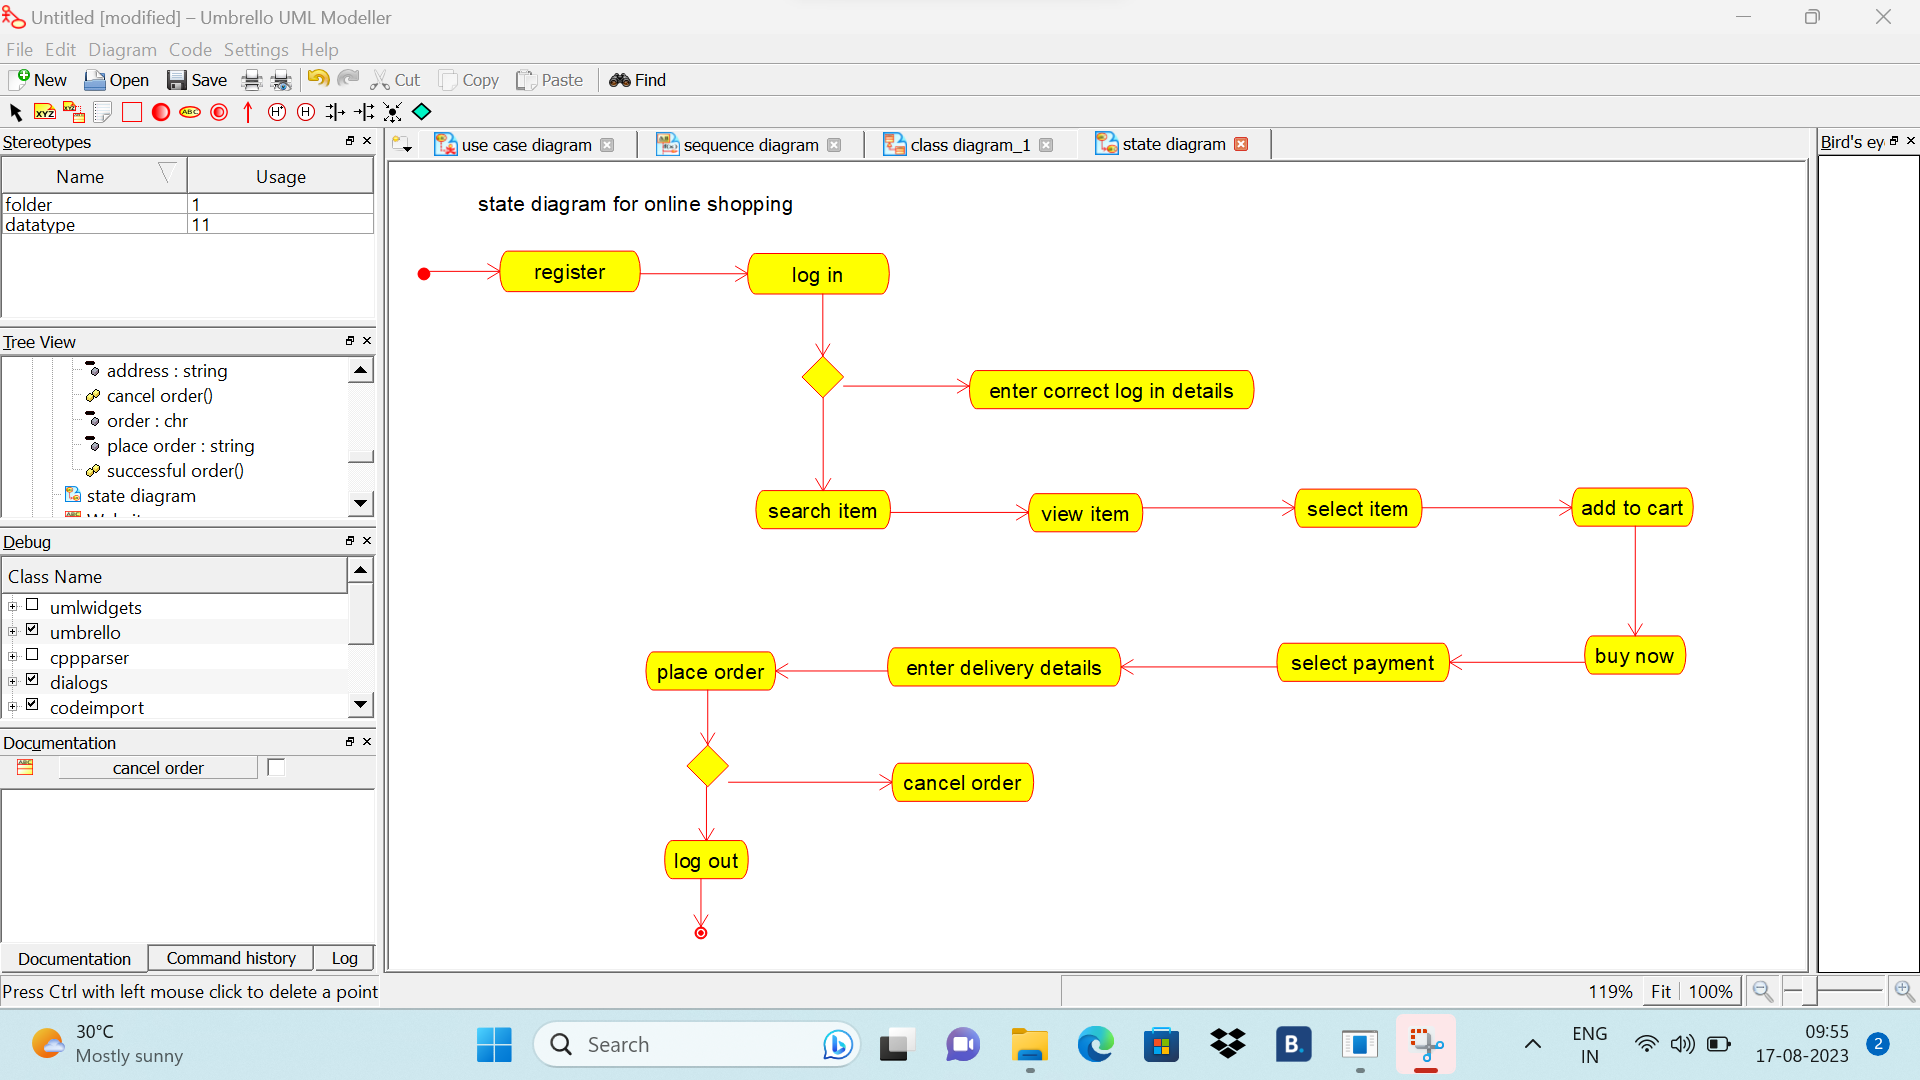 Untitled [modified] – Umbrello UML Modeller
File Edit Diagram Code Settings Help
New Open Save Cut Copy Paste Find
XYZ XYZ ABC H* H
Stereotypes
Name Usage
folder 1
datatype 11
Tree View
address : string
cancel order()
order : chr
place order : string
successful order()
state diagram
Debug
Class Name
umlwidgets
umbrello
cppparser
dialogs
codeimport
Documentation
ABC cancel order
Documentation Command history Log
Press Ctrl with left mouse click to delete a point
use case diagram sequence diagram class diagram_1 state diagram
Bird's ey
state diagram for online shopping
register
log in
enter correct log in details
search item
view item
select item
add to cart
place order
enter delivery details
select payment
buy now
cancel order
log out
119% Fit 100%
30°C
Mostly sunny
Search
B.
ENG
IN
09:55
17-08-2023
2